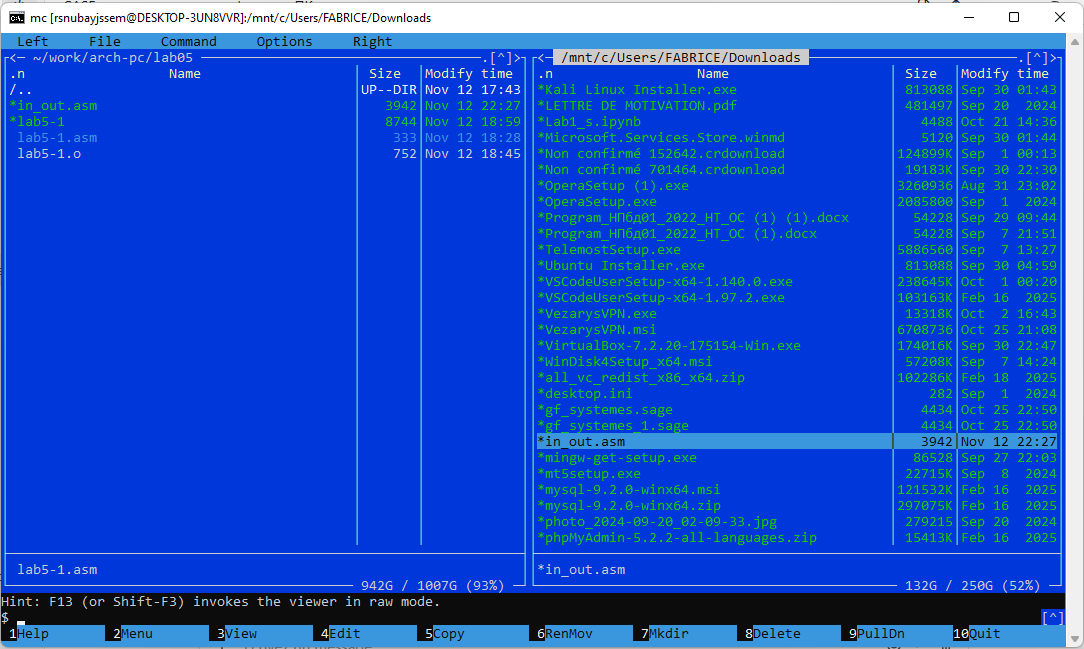 mc [rsnubayjssem@DESKTOP-3UN8VVR]:/mnt/c/Users/FABRICE/Downloads
Left File Command Options Right
<─ ~/work/arch-pc/lab05 .[^]>
.n Name Size Modify time
/.. UP--DIR Nov 12 17:43
*in_out.asm 3942 Nov 12 22:27
*lab5-1 8744 Nov 12 18:59
lab5-1.asm 333 Nov 12 18:28
lab5-1.o 752 Nov 12 18:45
lab5-1.asm
942G / 1007G (93%)
<─ /mnt/c/Users/FABRICE/Downloads .[^]>
.n Name Size Modify time
*Kali Linux Installer.exe 813088 Sep 30 01:43
*LETTRE DE MOTIVATION.pdf 481497 Sep 20 2024
*Lab1_s.ipynb 4488 Oct 21 14:36
*Microsoft.Services.Store.winmd 5120 Sep 30 01:44
*Non confirmé 152642.crdownload 124899K Sep 1 00:13
*Non confirmé 701464.crdownload 19183K Sep 30 22:30
*OperaSetup (1).exe 3260936 Aug 31 23:02
*OperaSetup.exe 2085800 Sep 1 2024
*Program_НПбд01_2022_НТ_ОС (1) (1).docx 54228 Sep 29 09:44
*Program_НПбд01_2022_НТ_ОС (1).docx 54228 Sep 7 21:51
*TelemostSetup.exe 5886560 Sep 7 13:27
*Ubuntu Installer.exe 813088 Sep 30 04:59
*VSCodeUserSetup-x64-1.140.0.exe 238645K Oct 1 00:20
*VSCodeUserSetup-x64-1.97.2.exe 103163K Feb 16 2025
*VezarysVPN.exe 13318K Oct 2 16:43
*VezarysVPN.msi 6708736 Oct 25 21:08
*VirtualBox-7.2.20-175154-Win.exe 174016K Sep 30 22:47
*WinDisk4Setup_x64.msi 57208K Sep 7 14:24
*all_vc_redist_x86_x64.zip 102286K Feb 18 2025
*desktop.ini 282 Sep 1 2024
*gf_systemes.sage 4434 Oct 25 22:50
*gf_systemes_1.sage 4434 Oct 25 22:50
*in_out.asm 3942 Nov 12 22:27
*mingw-get-setup.exe 86528 Sep 27 22:03
*mt5setup.exe 22715K Sep 8 2024
*mysql-9.2.0-winx64.msi 121532K Feb 16 2025
*mysql-9.2.0-winx64.zip 297075K Feb 16 2025
*photo_2024-09-20_02-09-33.jpg 279215 Sep 20 2024
*phpMyAdmin-5.2.2-all-languages.zip 15413K Feb 16 2025
*in_out.asm
132G / 250G (52%)
Hint: F13 (or Shift-F3) invokes the viewer in raw mode.
$ [^]
1Help 2Menu 3View 4Edit 5Copy 6RenMov 7Mkdir 8Delete 9PullDn 10Quit